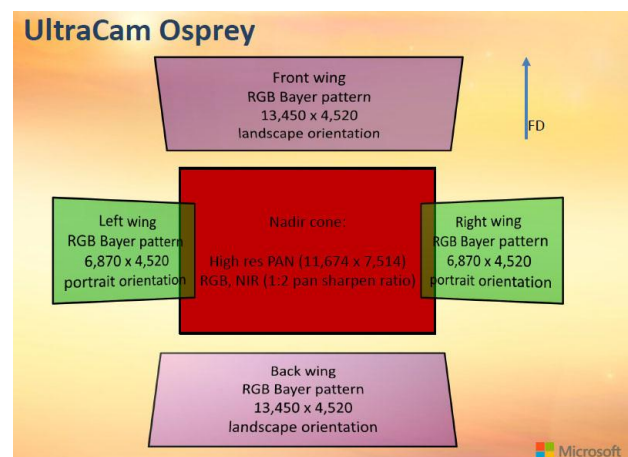 UltraCam Osprey
Front wing
RGB Bayer pattern
13,450 x 4,520
landscape orientation
FD
Left wing
RGB Bayer pattern
6,870 x 4,520
portrait orientation
Nadir cone:
High res PAN (11,674 x 7,514)
RGB, NIR (1:2 pan sharpen ratio)
Right wing
RGB Bayer pattern
6,870 x 4,520
portrait orientation
Back wing
RGB Bayer pattern
13,450 x 4,520
landscape orientation
Microsoft